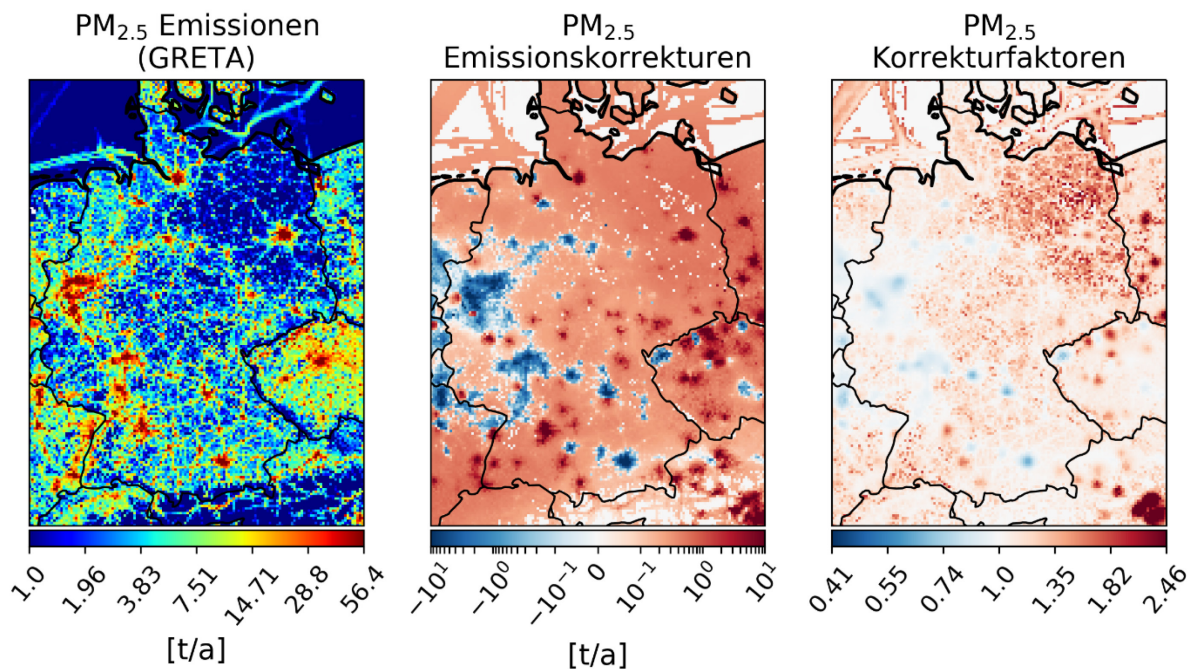 PM2.5 Emissionen
(GRETA)
PM2.5
Emissionskorrekturen
PM2.5
Korrekturfaktoren
1.0 1.96 3.83 7.51 14.71 28.8 56.4
[t/a]
−10¹ −10⁰ −10⁻¹ 0 10⁻¹ 10⁰ 10¹
[t/a]
0.41 0.55 0.74 1.0 1.35 1.82 2.46